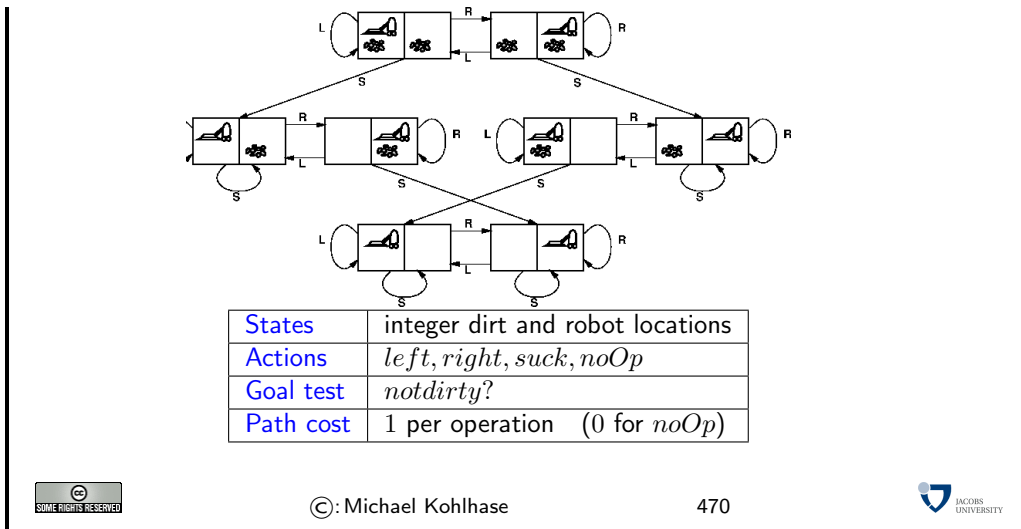 R
L
R
L
S
S
R
R
R
L
R
L
L
S
S
S
S
R
L
R
L
S
S
States integer dirt and robot locations
Actions left, right, suck, noOp
Goal test notdirty?
Path cost 1 per operation (0 for noOp)
cc
SOME RIGHTS RESERVED
©: Michael Kohlhase 470
JACOBS
UNIVERSITY